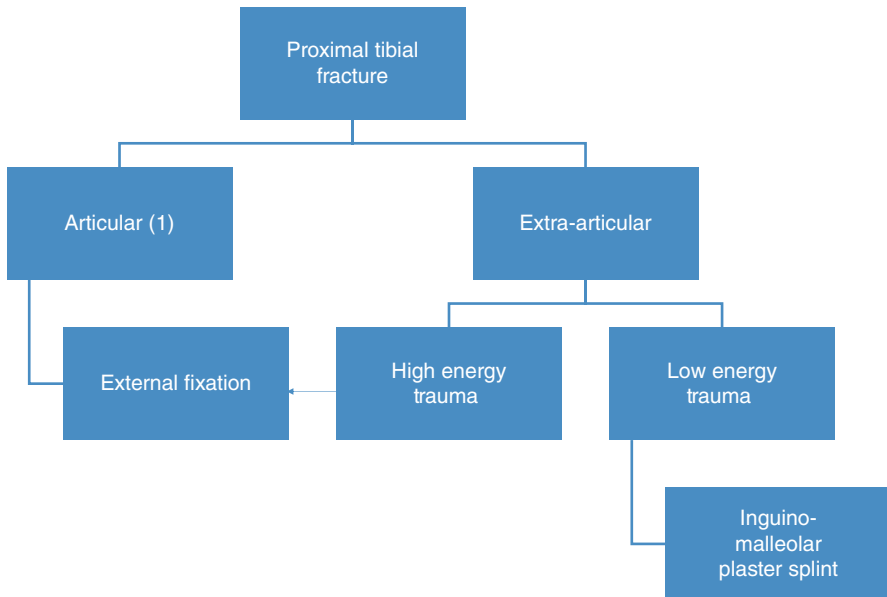 Proximal tibial
fracture
Articular (1)
Extra-articular
External fixation
High energy
trauma
Low energy
trauma
Inguino-
malleolar
plaster splint